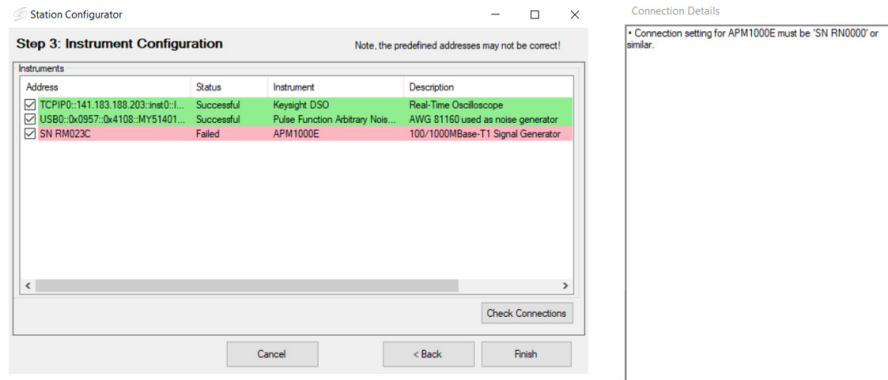 Station Configurator
Step 3: Instrument Configuration
Note, the predefined addresses may not be correct!
Instruments
Address Status Instrument Description
TCPIP0::141.183.188.203::inst0::I... Successful Keysight DSO Real-Time Oscilloscope
USB0::0x0957::0x4108::MY51401... Successful Pulse Function Arbitrary Nois... AWG 81160 used as noise generator
SN RM023C Failed APM1000E 100/1000MBase-T1 Signal Generator
Check Connections
Cancel < Back Finish
Connection Details
• Connection setting for APM1000E must be 'SN RN0000' or
similar.